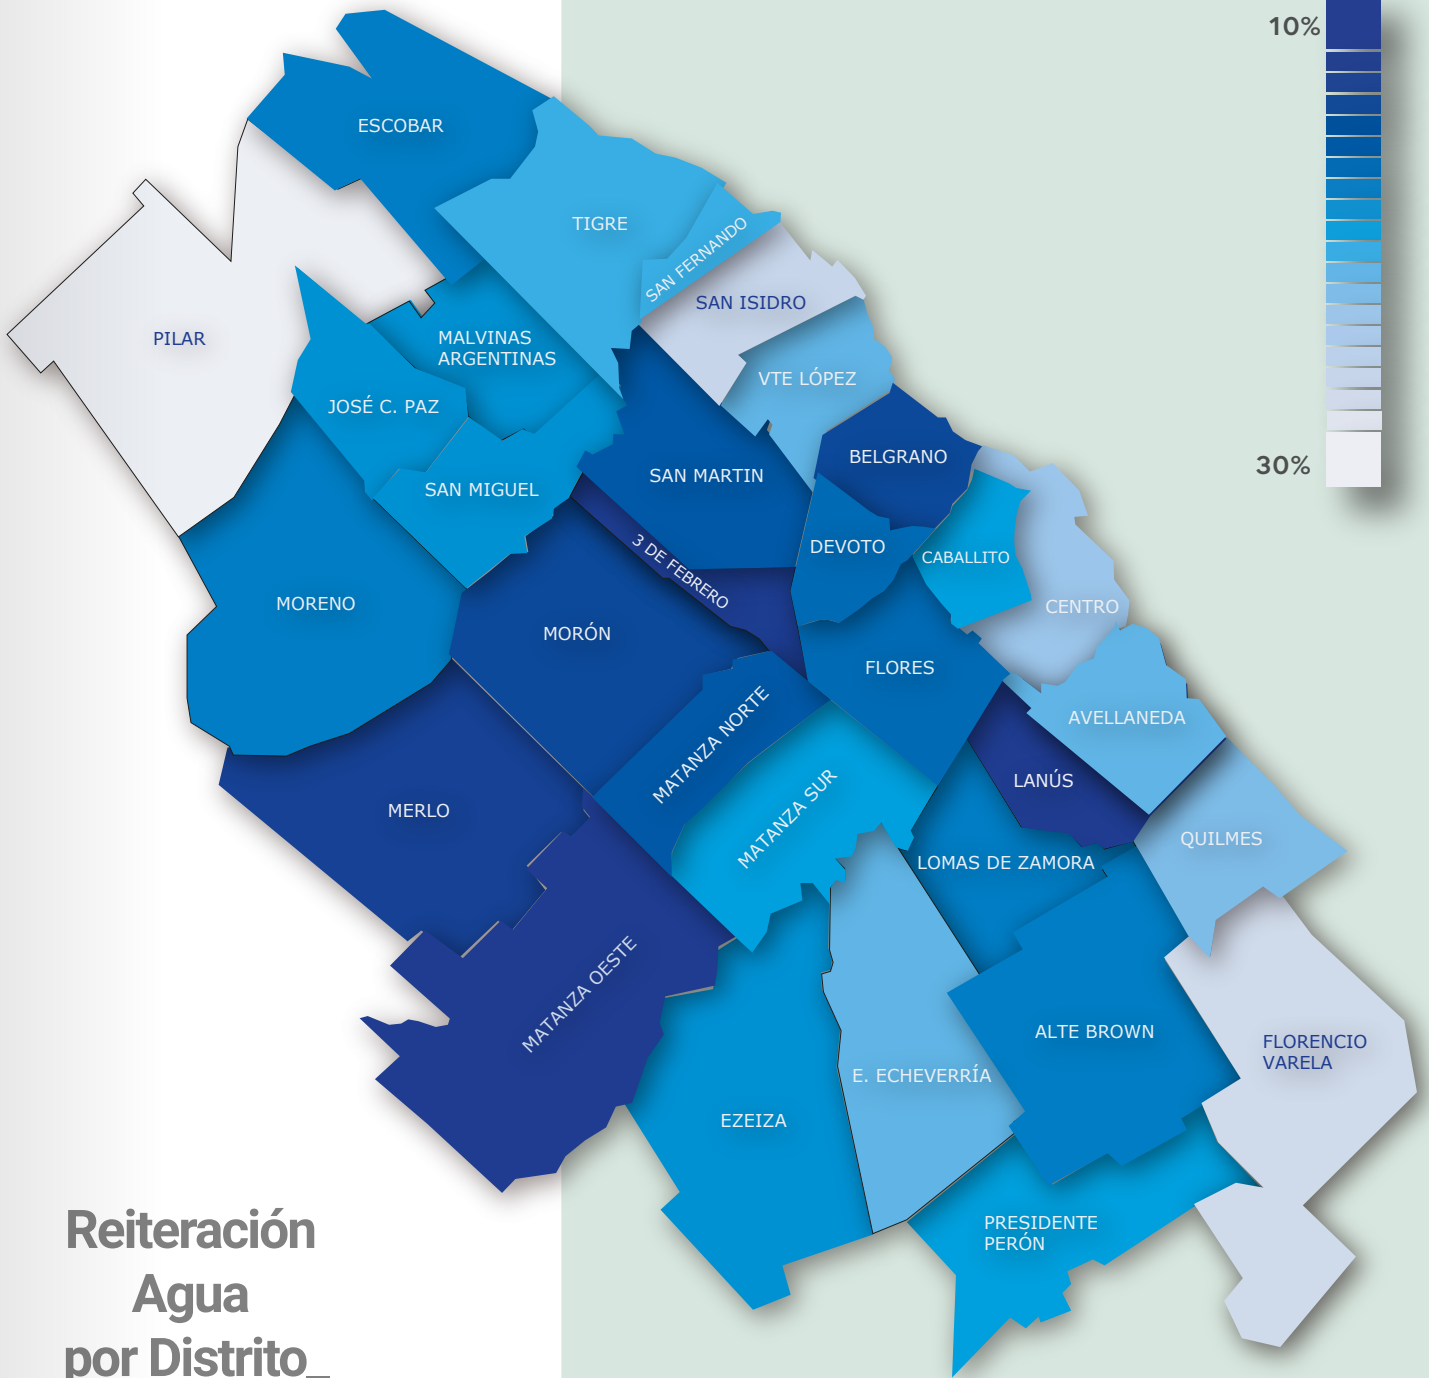 10%
ESCOBAR
TIGRE
SAN FERNANDO
SAN ISIDRO
PILAR
MALVINAS
ARGENTINAS
VTE LÓPEZ
JOSÉ C. PAZ
BELGRANO
30%
SAN MARTIN
SAN MIGUEL
DEVOTO
CABALLITO
3 DE FEBRERO
MORENO
CENTRO
MORÓN
FLORES
AVELLANEDA
MATANZA NORTE
LANÚS
MERLO
MATANZA SUR
QUILMES
LOMAS DE ZAMORA
MATANZA OESTE
ALTE BROWN
FLORENCIO
VARELA
E. ECHEVERRÍA
EZEIZA
PRESIDENTE
PERÓN
Reiteración
Agua
por Distrito_